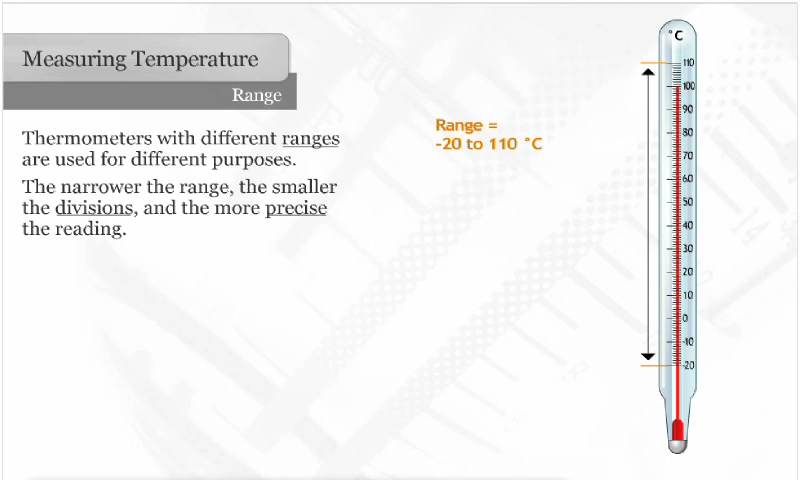 Measuring Temperature
Range
Thermometers with different ranges
are used for different purposes.
The narrower the range, the smaller
the divisions, and the more precise
the reading.
Range =
-20 to 110 °C
°C
110
100
90
80
70
60
50
40
30
20
10
0
-10
-20